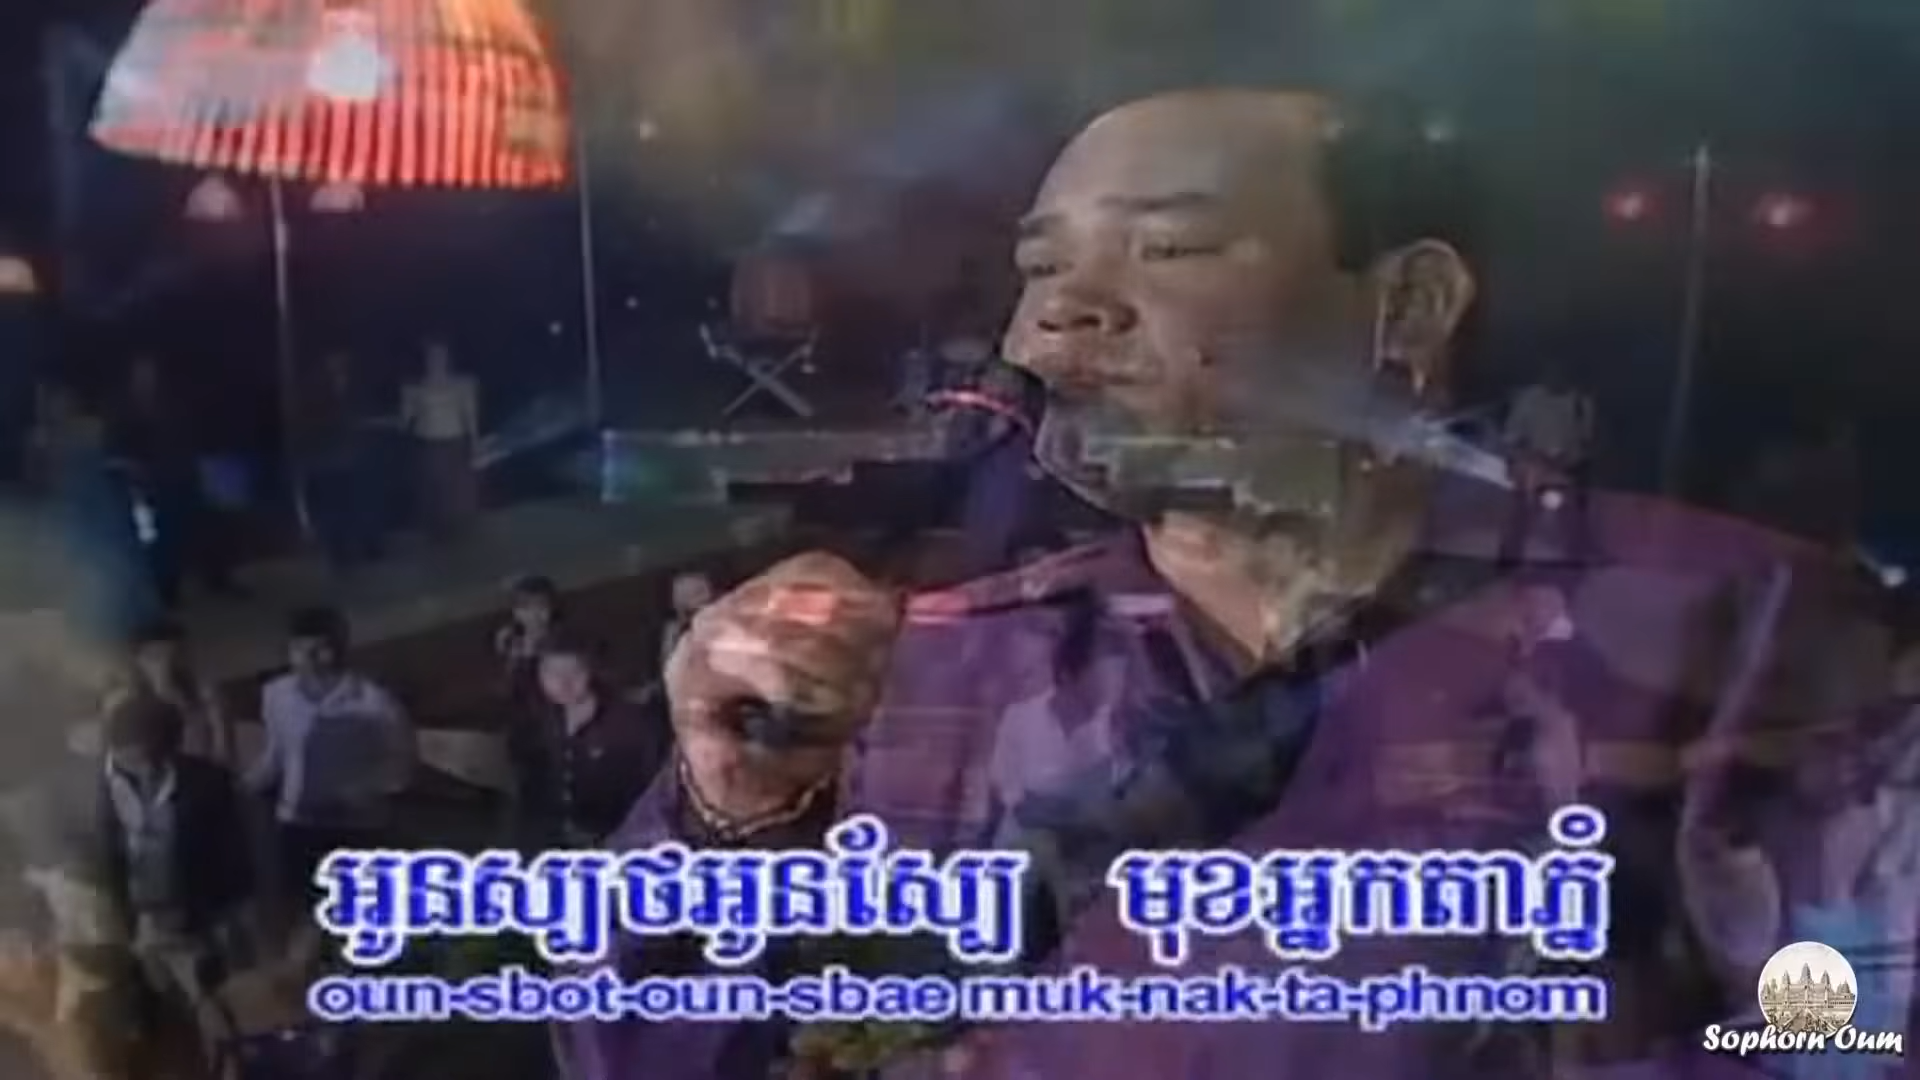 អូនស្បថអូនស្បែ មុខអ្នកតាភ្នំ
oun-sbot-oun-sbae muk-nak-ta-phnom
Sophorn Oum